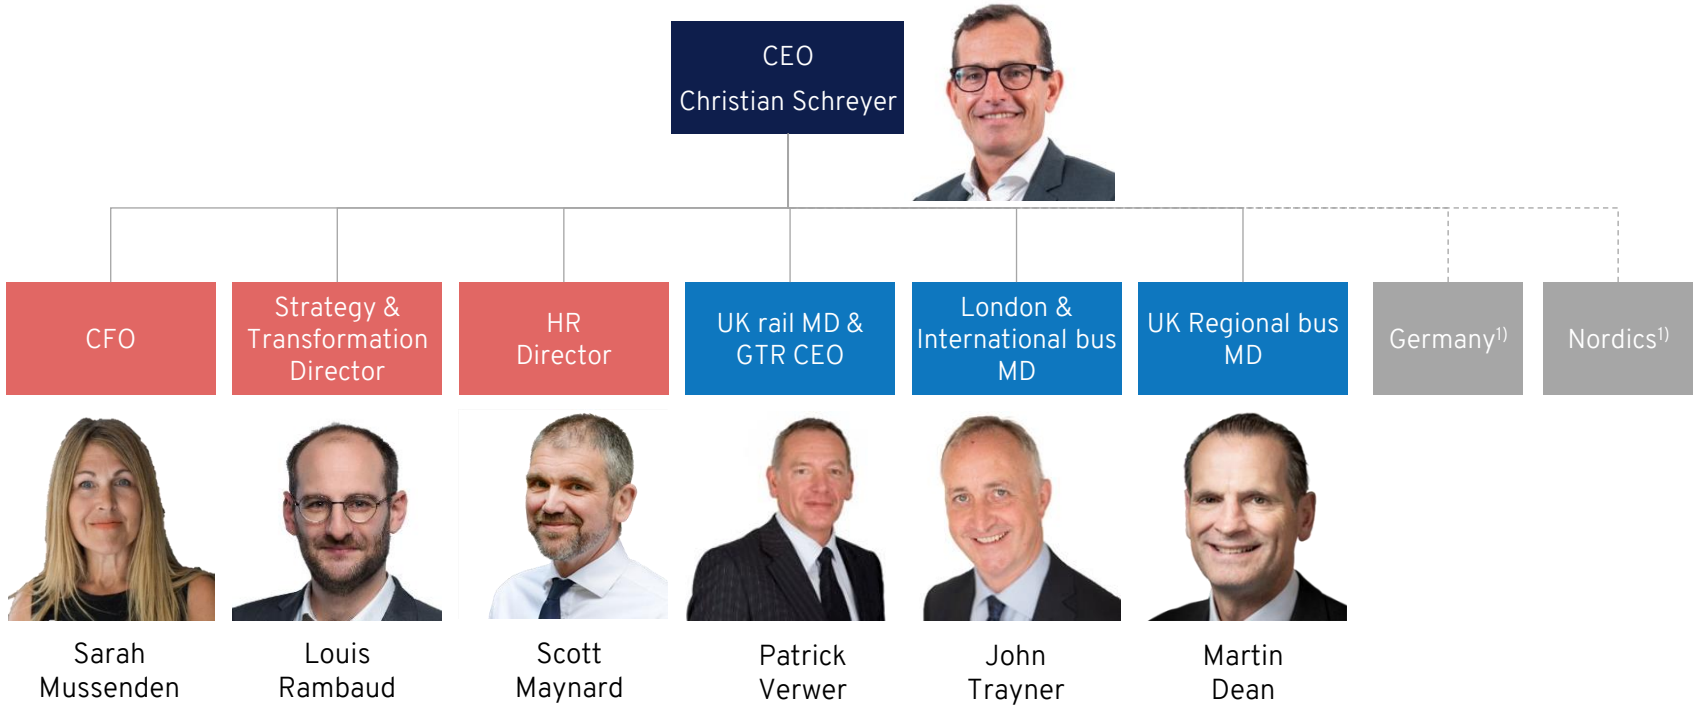 CEO
Christian Schreyer
CFO
Strategy &
Transformation
Director
HR
Director
UK rail MD &
GTR CEO
London &
International bus
MD
UK Regional bus
MD
Germany1)
Nordics1)
Sarah
Mussenden
Louis
Rambaud
Scott
Maynard
Patrick
Verwer
John
Trayner
Martin
Dean